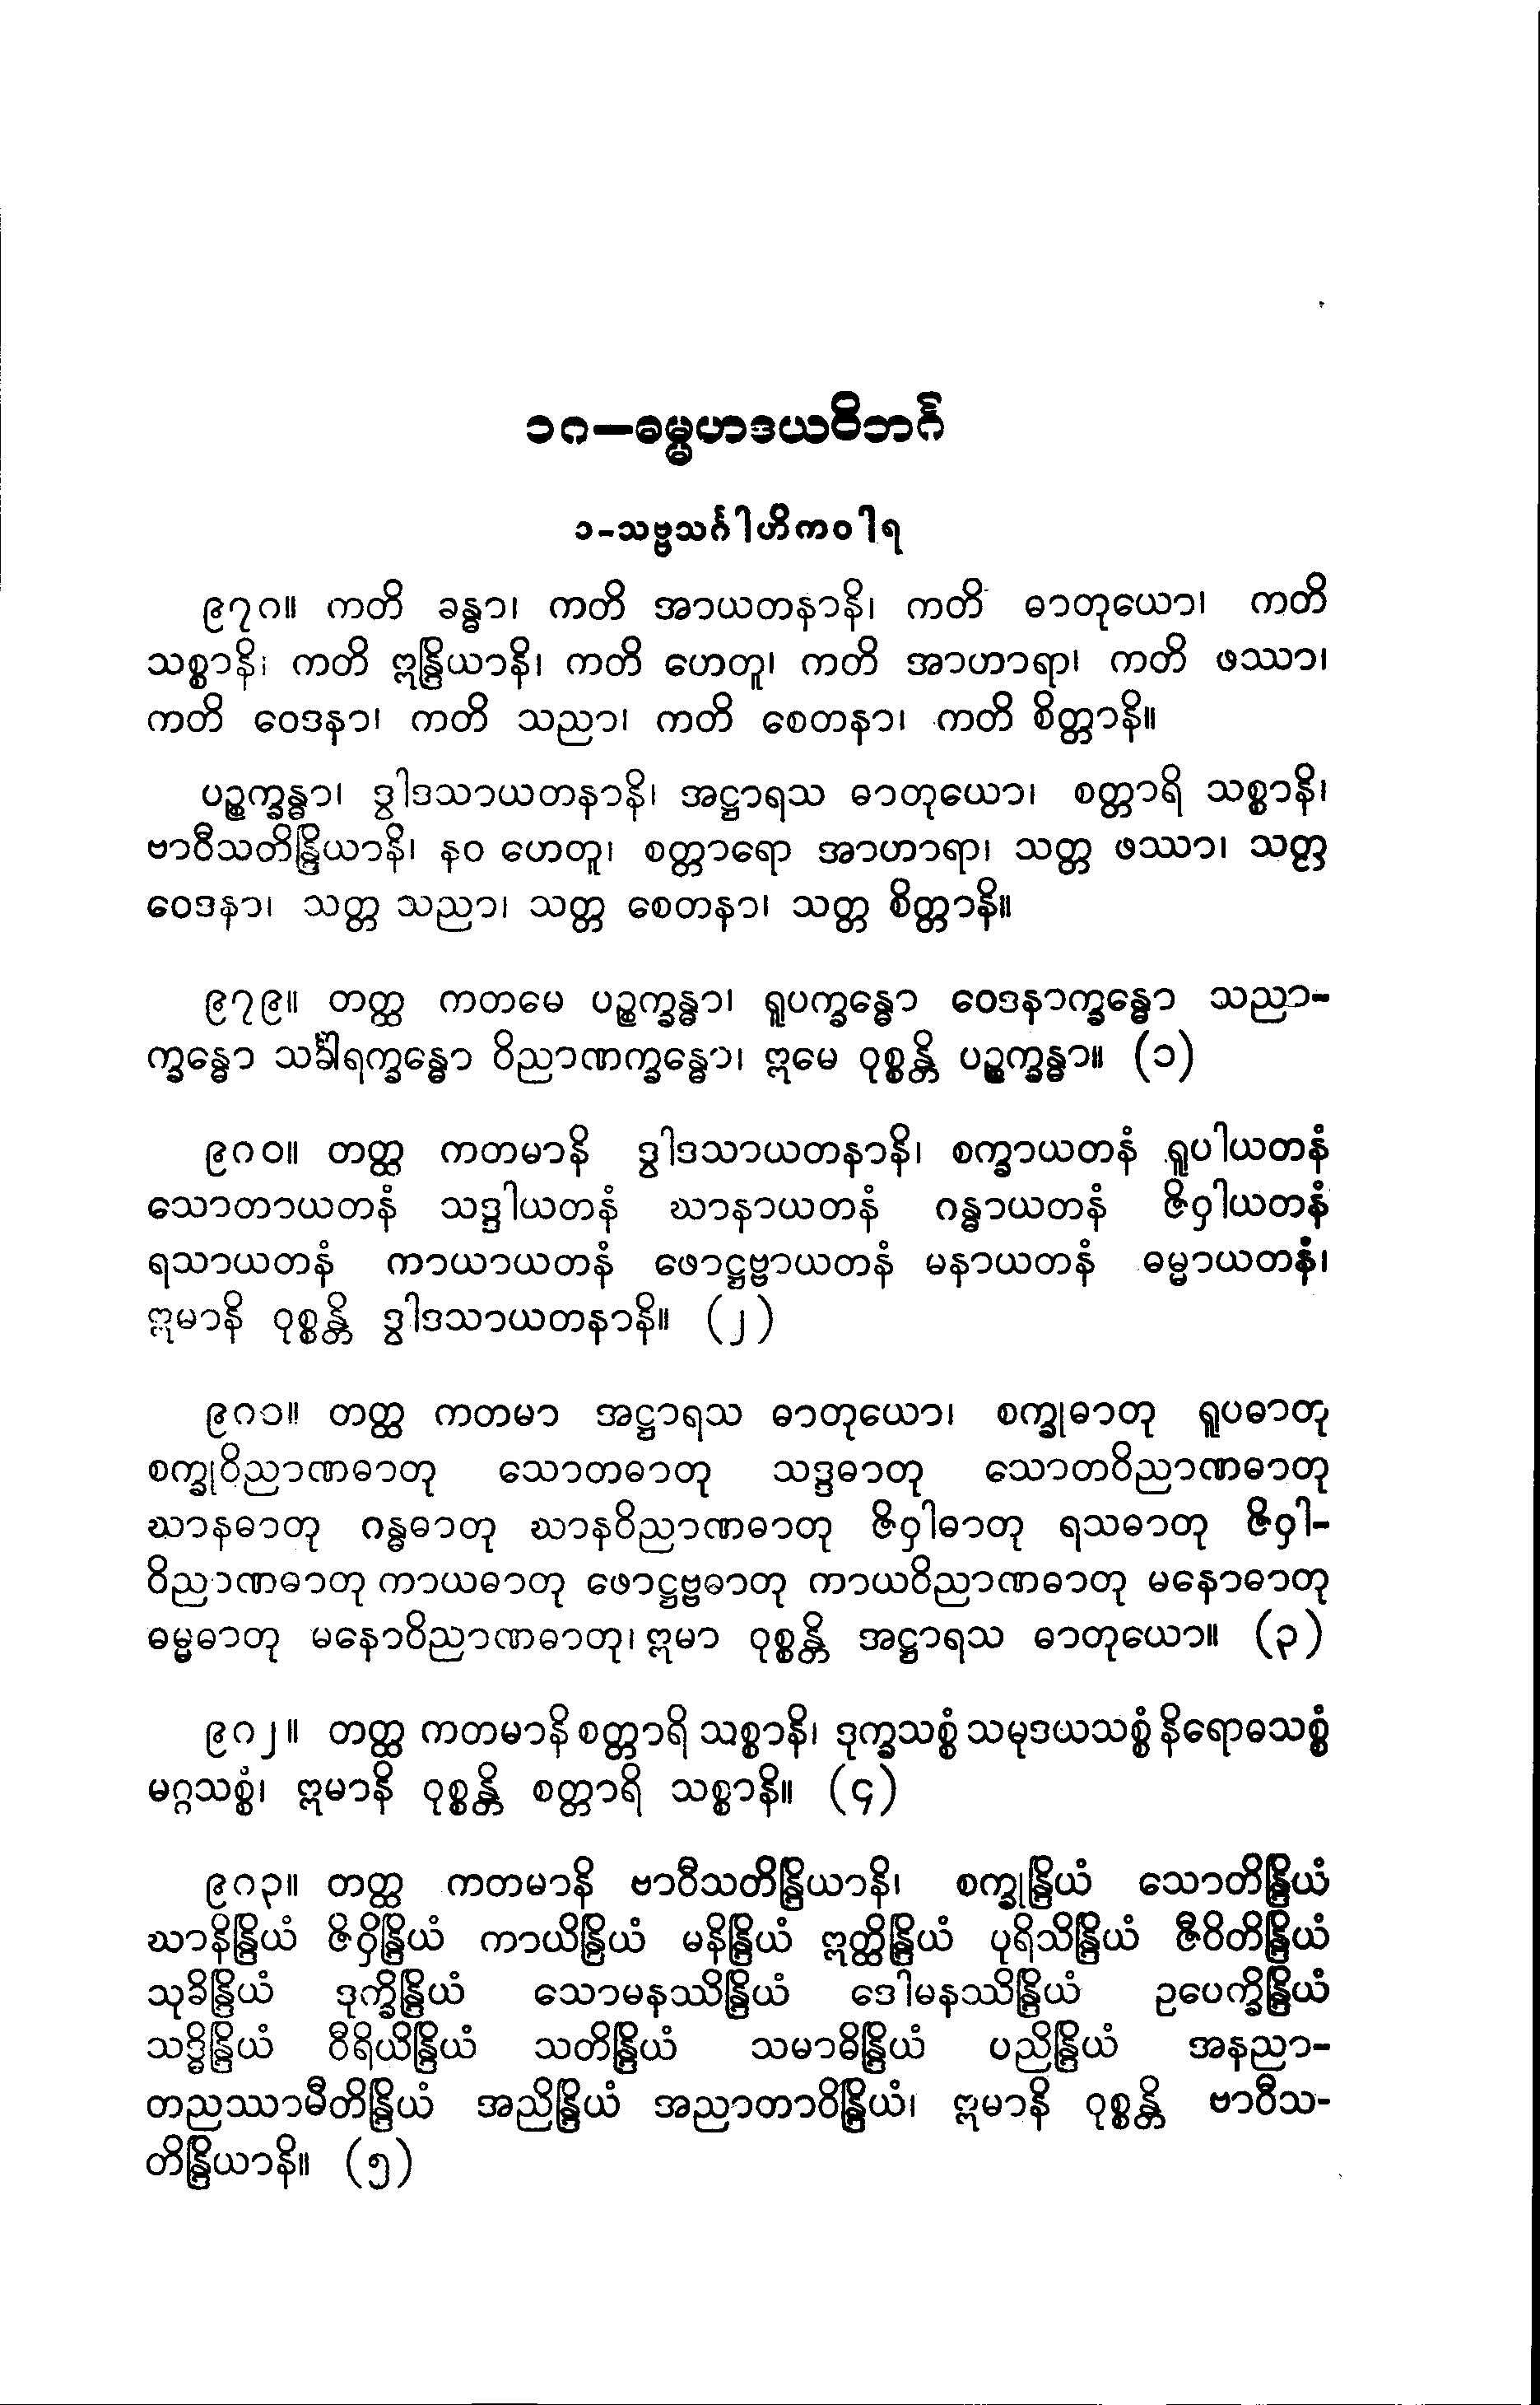 ၁၈—ဓမ္မဟဒယဝိဘင်္ဂ
၁-သဗ္ဗသင်္ဂါဟိကဝါရ
၉၇၈။ ကတိ ခန္ဓာ၊ ကတိ အာယတနာနိ၊ ကတိ ဓာတုယော၊ ကတိ
သစ္စာနိ၊ ကတိ ဣန္ဒြိယာနိ၊ ကတိ ဟေတူ၊ ကတိ အာဟာရာ၊ ကတိ ဖဿာ၊
ကတိ ဝေဒနာ၊ ကတိ သညာ၊ ကတိ စေတနာ၊ ကတိ စိတ္တာနိ။
ပဉ္စက္ခန္ဓာ၊ ဒွါဒသာယတနာနိ၊ အဋ္ဌာရသ ဓာတုယော၊ စတ္တာရိ သစ္စာနိ၊
ဗာဝီသတိန္ဒြိယာနိ၊ နဝ ဟေတူ၊ စတ္တာရော အာဟာရာ၊ သတ္တ ဖဿာ၊ သတ္တ
ဝေဒနာ၊ သတ္တ သညာ၊ သတ္တ စေတနာ၊ သတ္တ စိတ္တာနိ။
၉၇၉။ တတ္ထ ကတမေ ပဉ္စက္ခန္ဓာ၊ ရူပက္ခန္ဓော ဝေဒနာက္ခန္ဓော သညာ-
က္ခန္ဓော သင်္ခါရက္ခန္ဓော ဝိညာဏက္ခန္ဓော၊ ဣမေ ဝုစ္စန္တိ ပဉ္စက္ခန္ဓာ။ (၁)
၉၈၀။ တတ္ထ ကတမာနိ ဒွါဒသာယတနာနိ၊ စက္ခာယတနံ ရူပါယတနံ
သောတာယတနံ သဒ္ဒါယတနံ ဃာနာယတနံ ဂန္ဓာယတနံ ဇိဝှါယတနံ
ရသာယတနံ ကာယာယတနံ ဖောဋ္ဌဗ္ဗာယတနံ မနာယတနံ ဓမ္မာယတနံ၊
ဣမာနိ ဝုစ္စန္တိ ဒွါဒသာယတနာနိ။ (၂)
၉၈၁။ တတ္ထ ကတမာ အဋ္ဌာရသ ဓာတုယော၊ စက္ခုဓာတု ရူပဓာတု
စက္ခုဝိညာဏဓာတု သောတဓာတု သဒ္ဒဓာတု သောတဝိညာဏဓာတု
ဃာနဓာတု ဂန္ဓဓာတု ဃာနဝိညာဏဓာတု ဇိဝှါဓာတု ရသဓာတု ဇိဝှါ-
ဝိညာဏဓာတု ကာယဓာတု ဖောဋ္ဌဗ္ဗဓာတု ကာယဝိညာဏဓာတု မနောဓာတု
ဓမ္မဓာတု မနောဝိညာဏဓာတု၊ ဣမာ ဝုစ္စန္တိ အဋ္ဌာရသ ဓာတုယော။ (၃)
၉၈၂။ တတ္ထ ကတမာနိ စတ္တာရိ သစ္စာနိ၊ ဒုက္ခသစ္စံ သမုဒယသစ္စံ နိရောဓသစ္စံ
မဂ္ဂသစ္စံ၊ ဣမာနိ ဝုစ္စန္တိ စတ္တာရိ သစ္စာနိ။ (၄)
၉၈၃။ တတ္ထ ကတမာနိ ဗာဝီသတိန္ဒြိယာနိ၊ စက္ခုန္ဒြိယံ သောတိန္ဒြိယံ
ဃာနိန္ဒြိယံ ဇိဝှိန္ဒြိယံ ကာယိန္ဒြိယံ မနိန္ဒြိယံ ဣတ္ထိန္ဒြိယံ ပုရိသိန္ဒြိယံ ဇီဝိတိန္ဒြိယံ
သုခိန္ဒြိယံ ဒုက္ခိန္ဒြိယံ သောမနဿိန္ဒြိယံ ဒေါမနဿိန္ဒြိယံ ဥပေက္ခိန္ဒြိယံ
သဒ္ဓိန္ဒြိယံ ဝီရိယိန္ဒြိယံ သတိန္ဒြိယံ သမာဓိန္ဒြိယံ ပညိန္ဒြိယံ အနညာ-
တညဿာမီတိန္ဒြိယံ အညိန္ဒြိယံ အညာတာဝိန္ဒြိယံ၊ ဣမာနိ ဝုစ္စန္တိ ဗာဝီသ-
တိန္ဒြိယာနိ။ (၅)